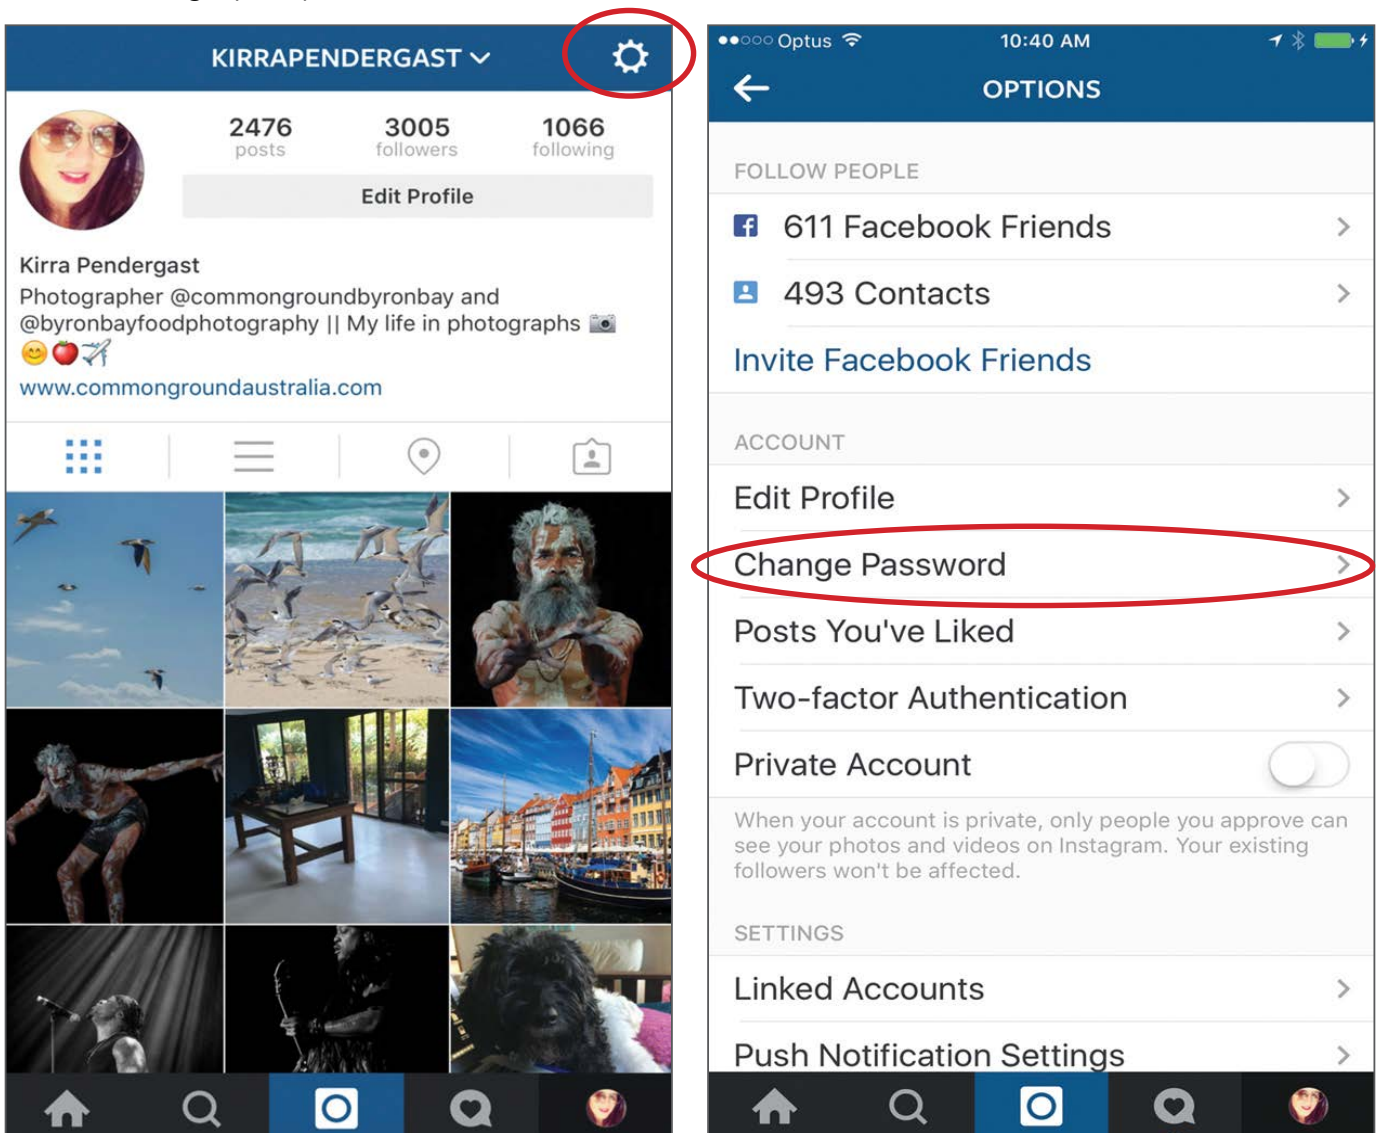 KIRRAPENDERGAST
2476 3005 1066
posts followers following
Edit Profile
Kirra Pendergast
Photographer @commongroundbyronbay and
@byronbayfoodphotography || My life in photographs 📷
😊🍎✈️
www.commongroundaustralia.com
Optus 10:40 AM
OPTIONS
FOLLOW PEOPLE
611 Facebook Friends
493 Contacts
Invite Facebook Friends
ACCOUNT
Edit Profile
Change Password
Posts You've Liked
Two-factor Authentication
Private Account
When your account is private, only people you approve can
see your photos and videos on Instagram. Your existing
followers won't be affected.
SETTINGS
Linked Accounts
Push Notification Settings